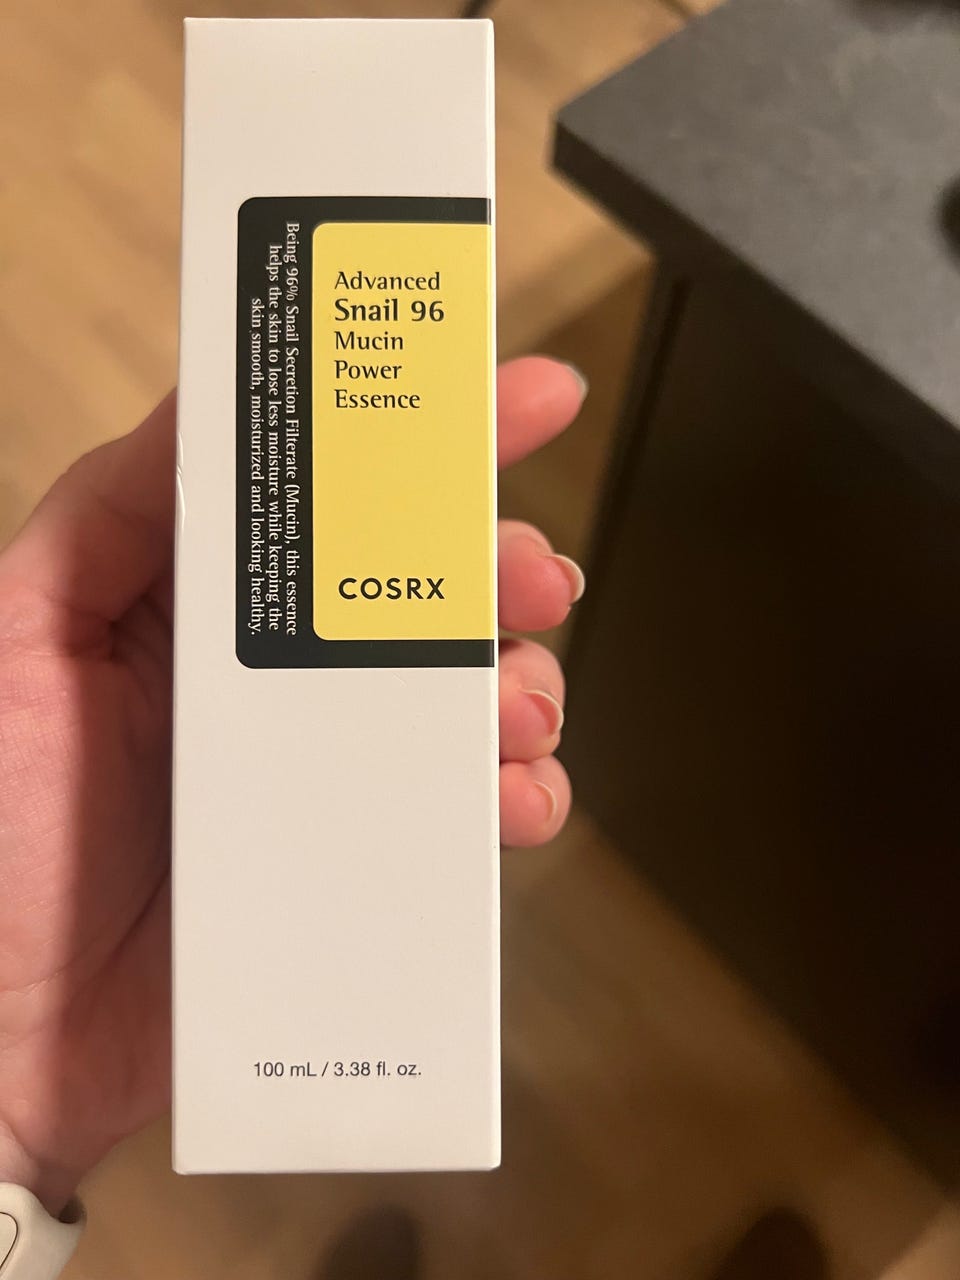 Advanced
Snail 96
Mucin
Power
Essence
COSRX
Being 96% Snail Secretion Filterate (Mucin), this essence
helps the skin to lose less moisture while keeping the
skin smooth, moisturized and looking healthy.
100 mL / 3.38 fl. oz.